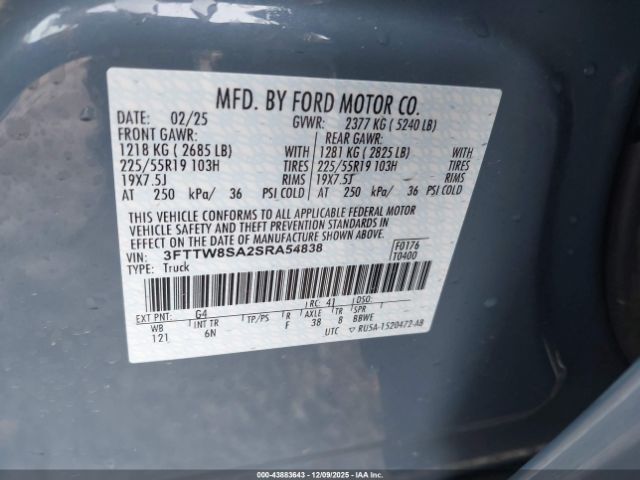 MFD. BY FORD MOTOR CO.
DATE: 02/25 GVWR: 2377 KG ( 5240 LB)
FRONT GAWR: REAR GAWR:
1218 KG ( 2685 LB) WITH 1281 KG ( 2825 LB) WITH
225/55R19 103H TIRES 225/55R19 103H TIRES
19X7.5J RIMS 19X7.5J RIMS
AT 250 kPa/ 36 PSI COLD AT 250 kPa/ 36 PSI COLD
THIS VEHICLE CONFORMS TO ALL APPLICABLE FEDERAL MOTOR
VEHICLE SAFETY AND THEFT PREVENTION STANDARDS IN
EFFECT ON THE DATE OF MANUFACTURE SHOWN ABOVE.
VIN: 3FTTW8SA2SRA54838 F0176
TYPE: Truck T0400
EXT PNT: G4 RC: 41 DSO:
WB INT TR TP/PS R AXLE TR SPR
121 6N F 38 8 BBWE
UTC ▽ RU5A-1520472-AB
000-43883643 | 12/09/2025 | IAAI.COM